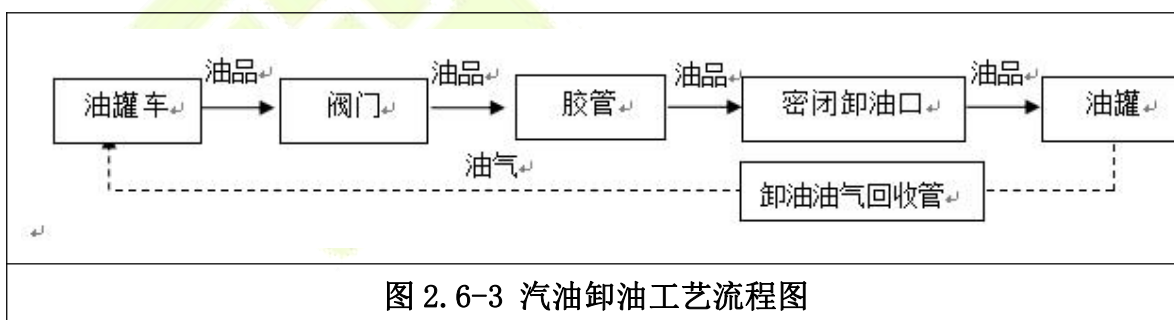 油品 油品 油品 油品
油罐车 阀门 胶管 密闭卸油口 油罐
油气
卸油油气回收管
图 2.6-3 汽油卸油工艺流程图